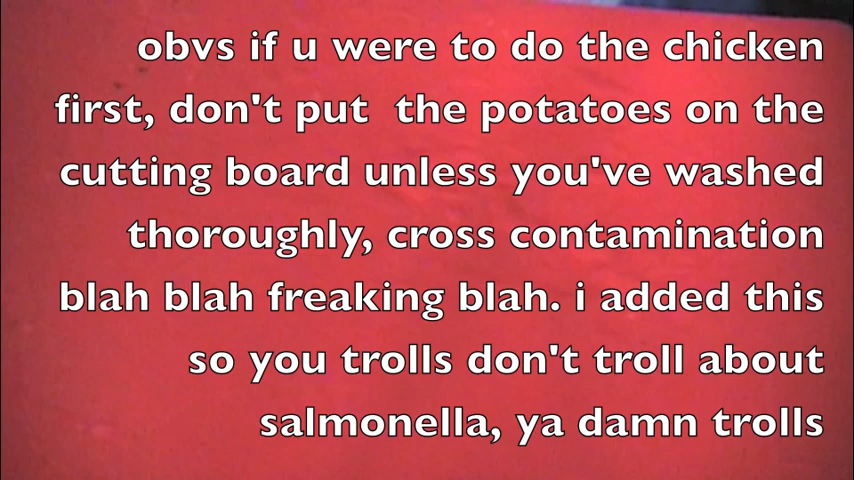 obvs if u were to do the chicken
first, don't put  the potatoes on the
cutting board unless you've washed
thoroughly, cross contamination
blah blah freaking blah. i added this
so you trolls don't troll about
salmonella, ya damn trolls